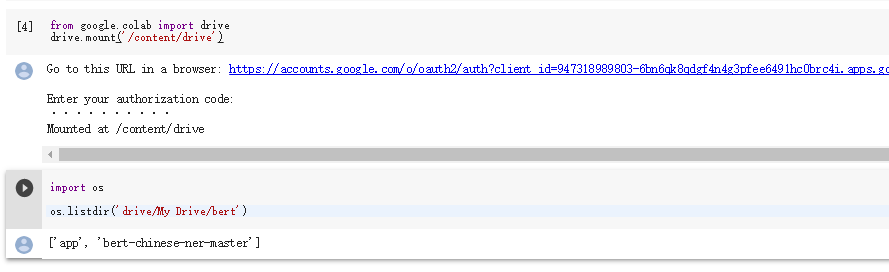 [4]
from google.colab import drive
drive.mount('/content/drive')
Go to this URL in a browser: https://accounts.google.com/o/oauth2/auth?client_id=947318989803-6bn6qk8qdgf4n4g3pfee6491hc0brc4i.apps.go
Enter your authorization code:
··········
Mounted at /content/drive
import os
os.listdir('drive/My Drive/bert')
['app', 'bert-chinese-ner-master']